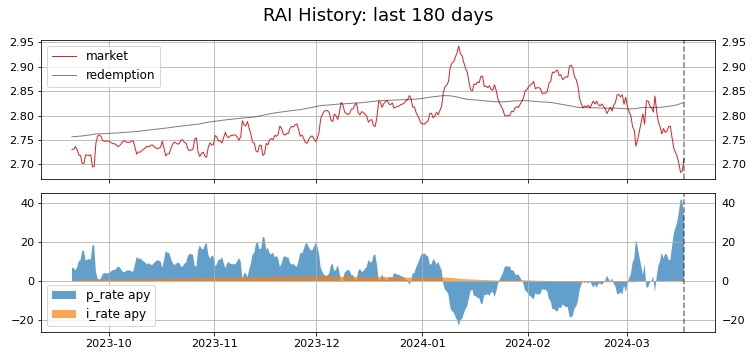 RAI History: last 180 days
2.95 2.95
market
2.90 2.90
redemption
2.85 2.85
2.80 2.80
2.75 2.75
2.70 2.70
40 40
20 20
0 0
p_rate apy
i_rate apy
−20 −20
2023-10 2023-11 2023-12 2024-01 2024-02 2024-03